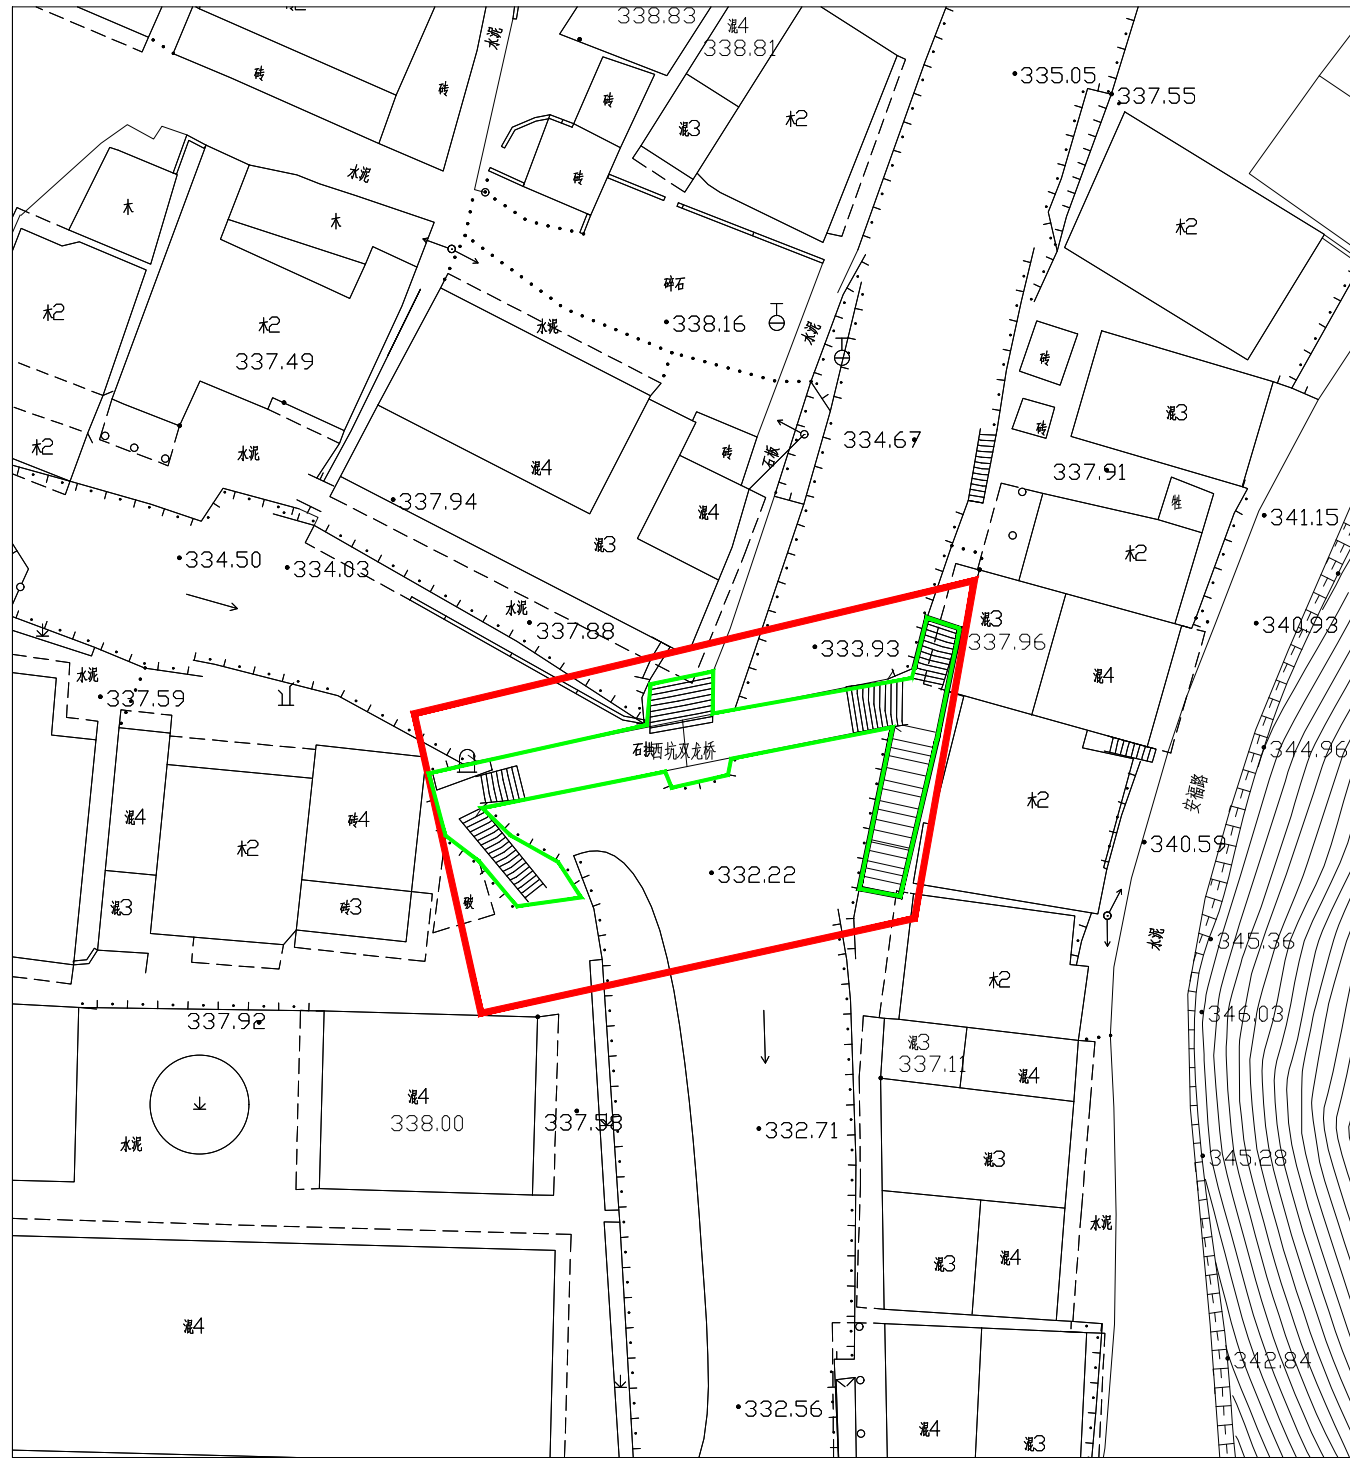 338.83
混4
338.81
水泥
砖
砖
335.05
337.55
砖
混3
木2
水泥
砖
木
木
木2
碎石
木2
338.16
水泥
水泥
木2
337.49
砖
混3
砖
334.67
木2
水泥
砖
石板
混4
337.91
337.94
混4
341.15
混3
木2
334.50
334.03
水泥
337.88
混3
340.93
337.96
333.93
水泥
混4
337.59
石拱
西坑双龙桥
344.96
安福路
木2
混4
砖4
木2
340.59
332.22
破
混3
砖3
水泥
345.36
木2
346.03
337.92
混3
337.11
混4
混4
338.00
337.58
332.71
水泥
混3
345.28
水泥
混3
混4
混4
342.84
332.56
混4
混3